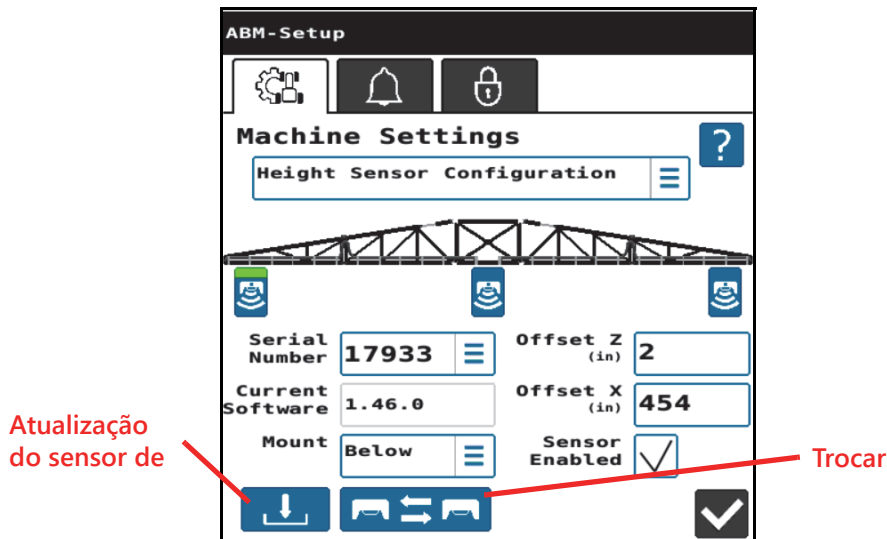 ABM-Setup
Machine Settings
?
Height Sensor Configuration
Serial
Number
17933
Offset Z
(in)
2
Current
Software
1.46.0
Offset X
(in)
454
Mount
Below
Sensor
Enabled
Atualização
do sensor de
Trocar